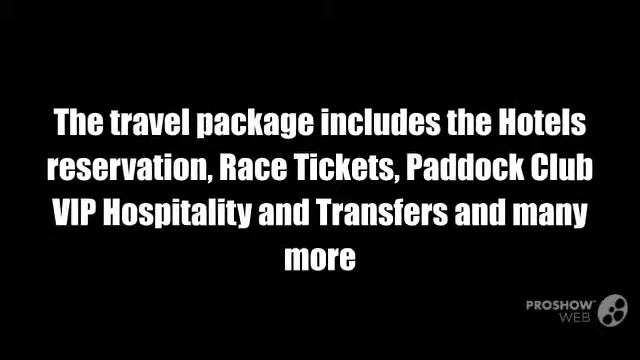 The travel package includes the Hotels
reservation, Race Tickets, Paddock Club
VIP Hospitality and Transfers and many
more
PROSHOW
WEB